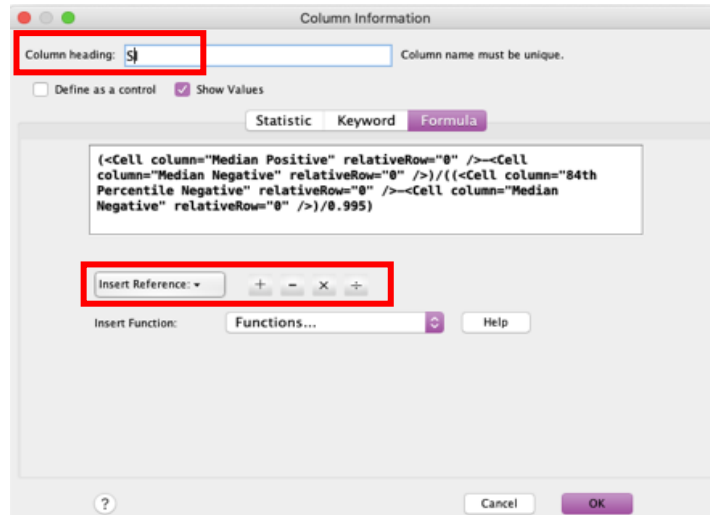 Column Information
Column heading: SI
Column name must be unique.
Define as a control Show Values
Statistic Keyword Formula
(<Cell column="Median Positive" relativeRow="0" />—<Cell
column="Median Negative" relativeRow="0" />)/((<Cell column="84th
Percentile Negative" relativeRow="0" />—<Cell column="Median
Negative" relativeRow="0" />)/0.995)
Insert Reference: + − × ÷
Insert Function: Functions... Help
? Cancel OK